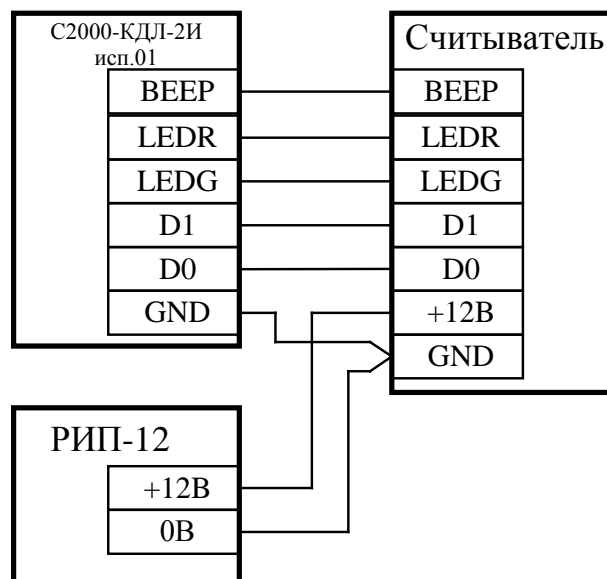 С2000-КДЛ-2И
исп.01
BEEP
LEDR
LEDG
D1
D0
GND
Считыватель
BEEP
LEDR
LEDG
D1
D0
+12В
GND
РИП-12
+12В
0В